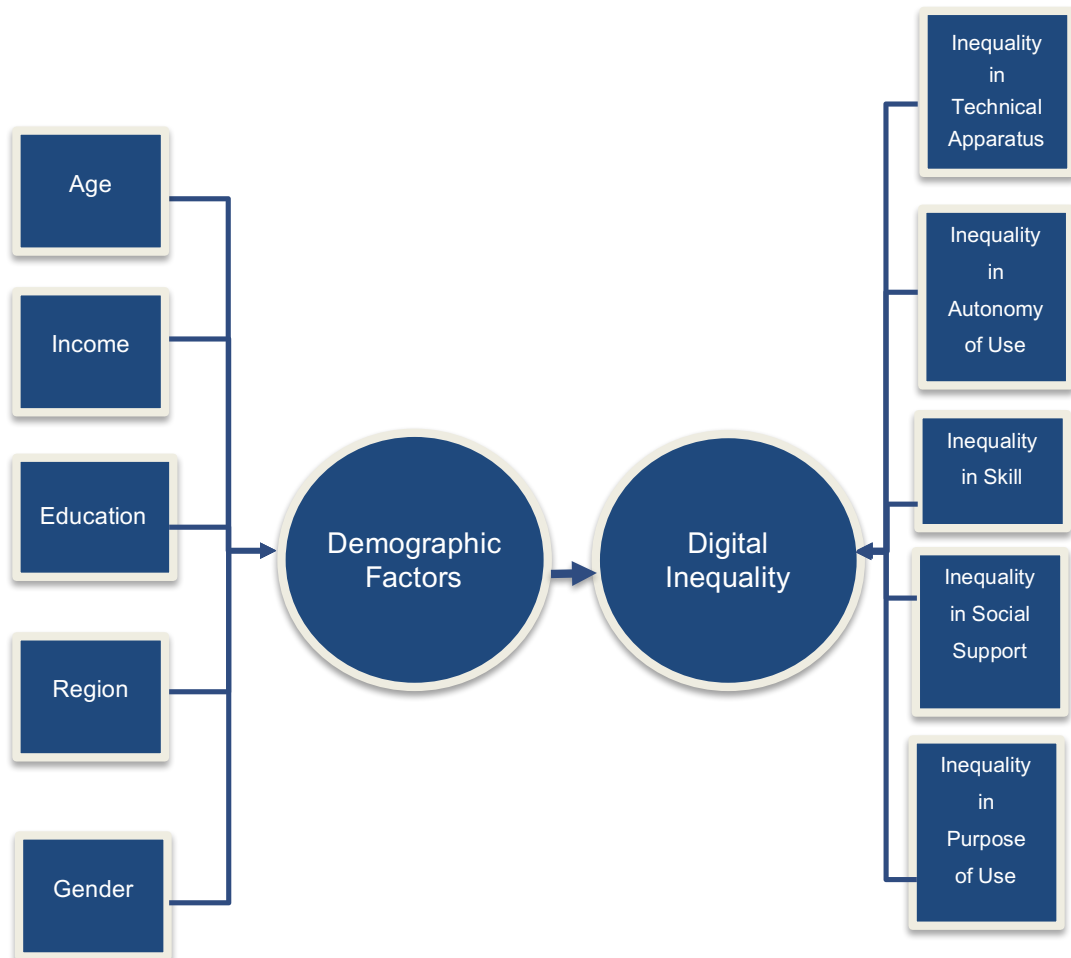 Age
Income
Education
Region
Gender
Demographic
Factors
Digital
Inequality
Inequality
in
Technical
Apparatus
Inequality
in
Autonomy
of Use
Inequality
in Skill
Inequality
in Social
Support
Inequality
in
Purpose
of Use